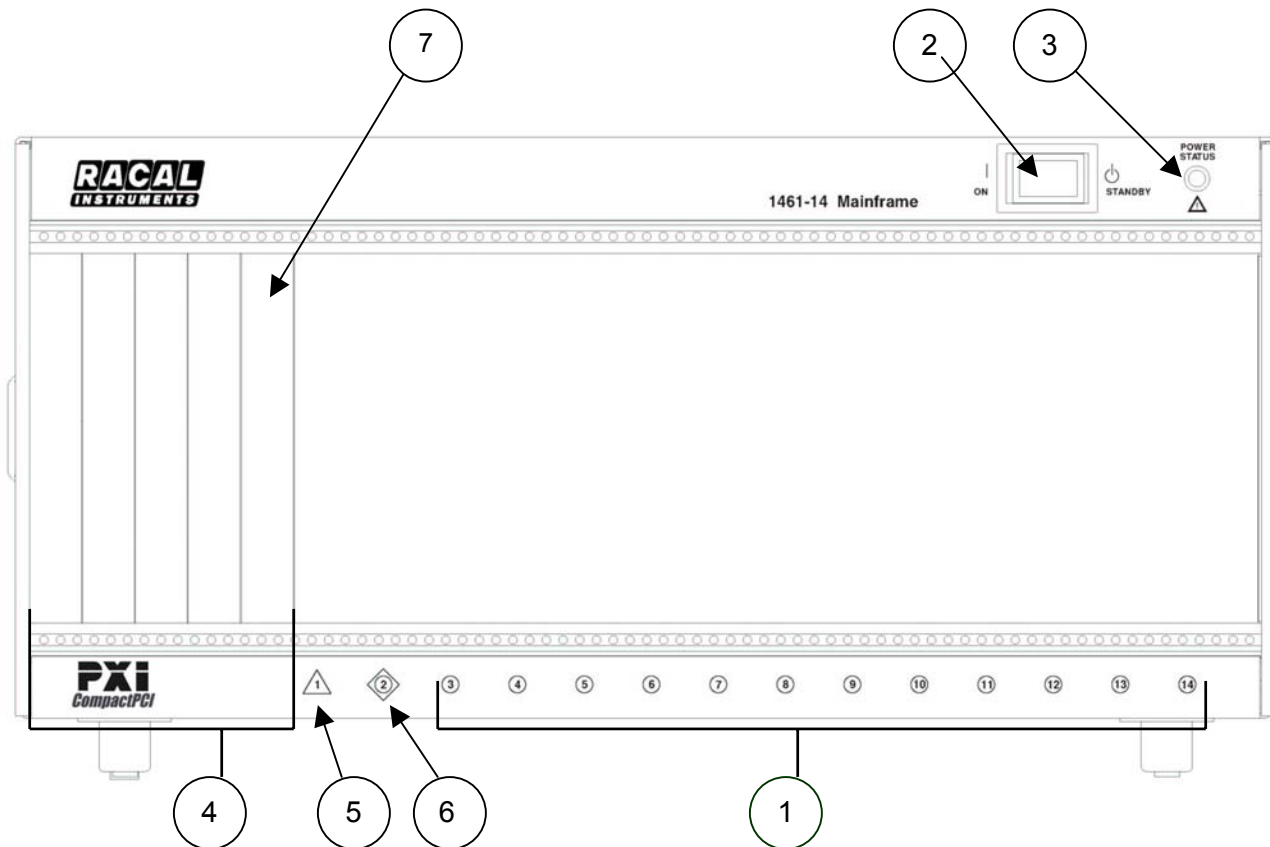 7
2
3
RACAL
INSTRUMENTS
1461-14 Mainframe
ON
STANDBY
POWER
STATUS
PXI
CompactPCI
1
2
3
4
5
6
7
8
9
10
11
12
13
14
4
5
6
1